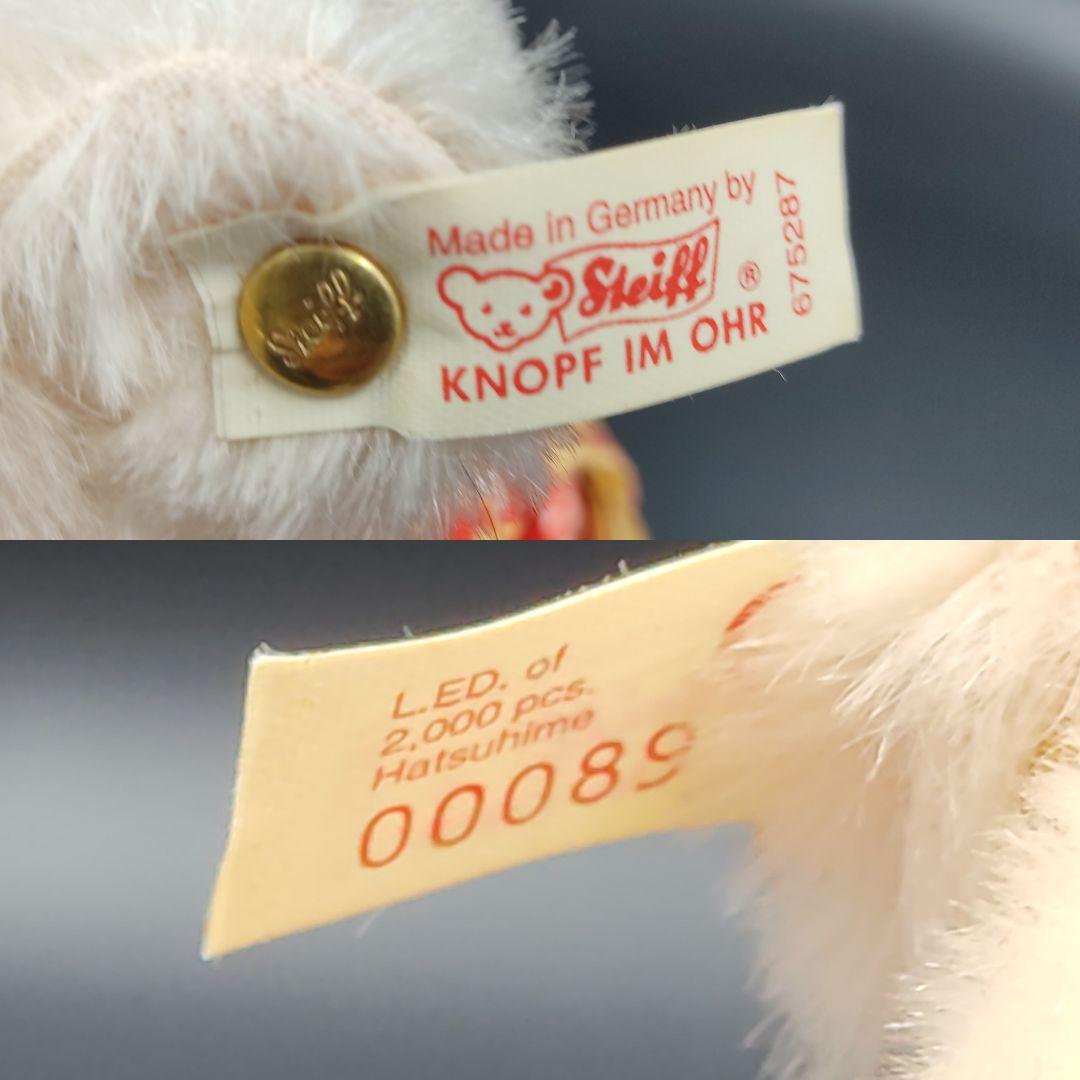 Steiff
Made in Germany by
Steiff ®
KNOPF IM OHR
675287
L.ED. of
2,000 pcs.
Hatsuhime
00089